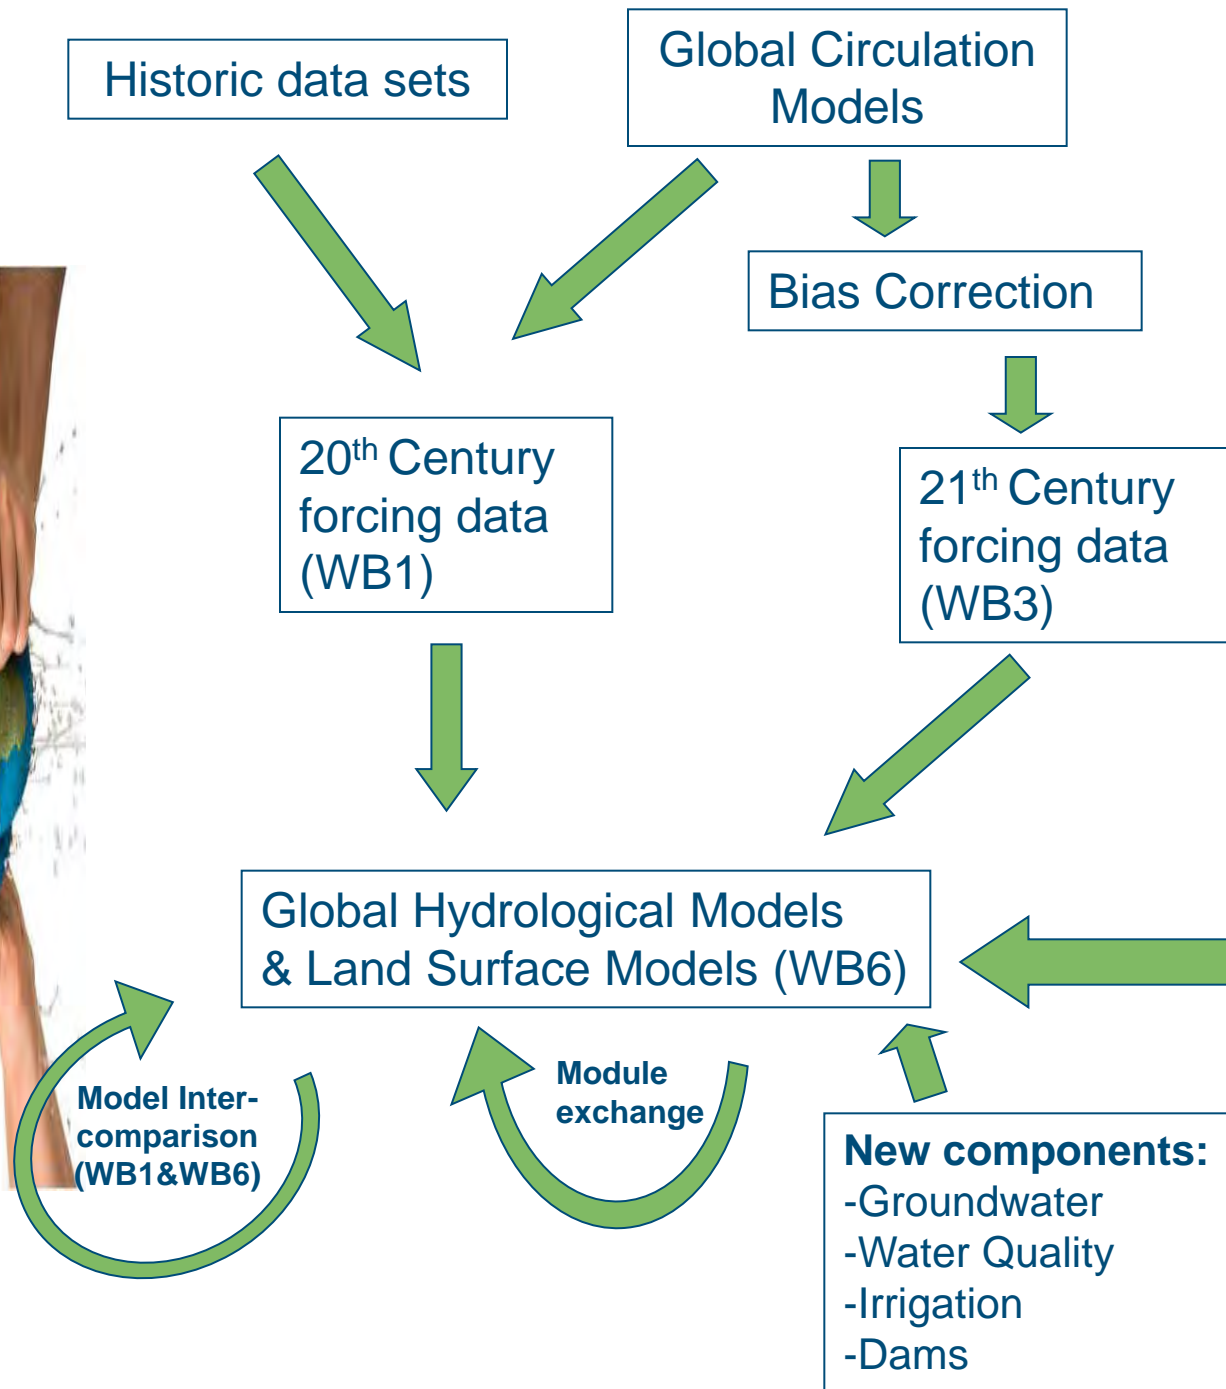 Historic data sets
Global Circulation
Models
Bias Correction
20th Century
forcing data
(WB1)
21th Century
forcing data
(WB3)
Global Hydrological Models
& Land Surface Models (WB6)
Model Inter-
comparison
(WB1&WB6)
Module
exchange
New components:
-Groundwater
-Water Quality
-Irrigation
-Dams